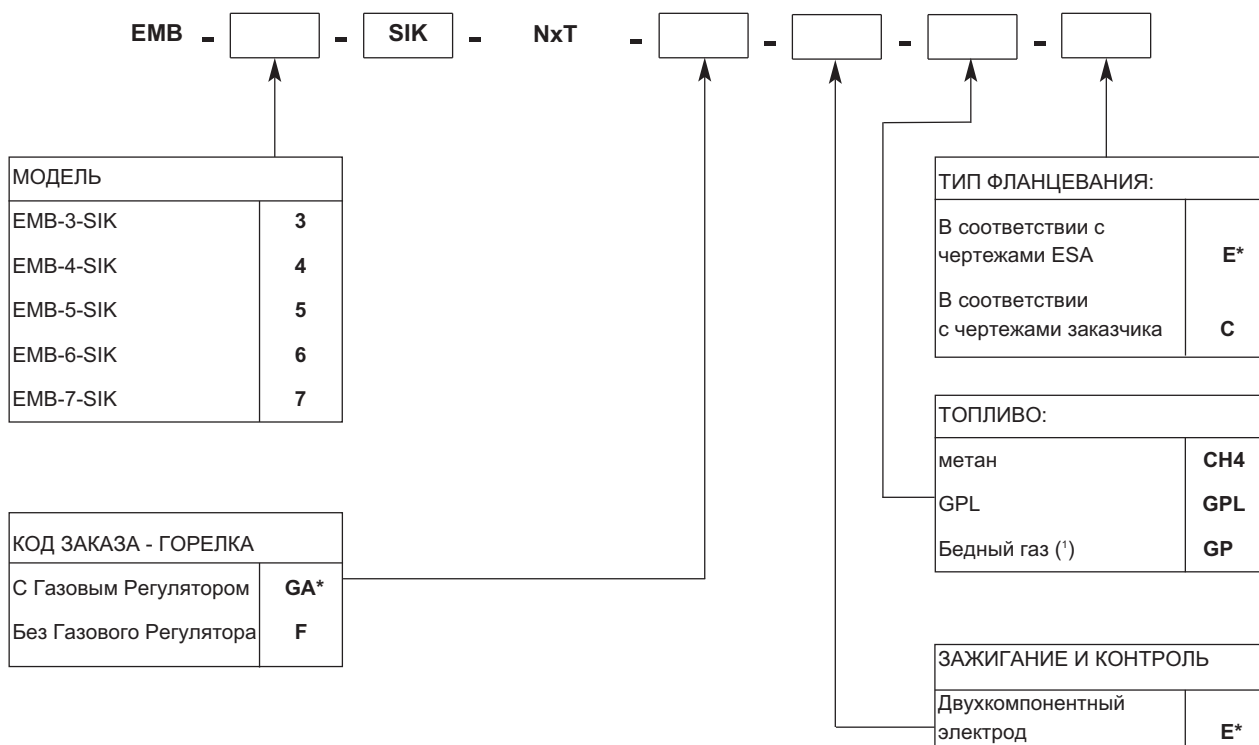 EMB - - SIK - NxT - - - -
МОДЕЛЬ
EMB-3-SIK 3
EMB-4-SIK 4
EMB-5-SIK 5
EMB-6-SIK 6
EMB-7-SIK 7
КОД ЗАКАЗА - ГОРЕЛКА
С Газовым Регулятором GA*
Без Газового Регулятора F
ТИП ФЛАНЦЕВАНИЯ:
В соответствии с
чертежами ESA E*
В соответствии
с чертежами заказчика C
ТОПЛИВО:
метан CH4
GPL GPL
Бедный газ (¹) GP
ЗАЖИГАНИЕ И КОНТРОЛЬ
Двухкомпонентный
электрод E*